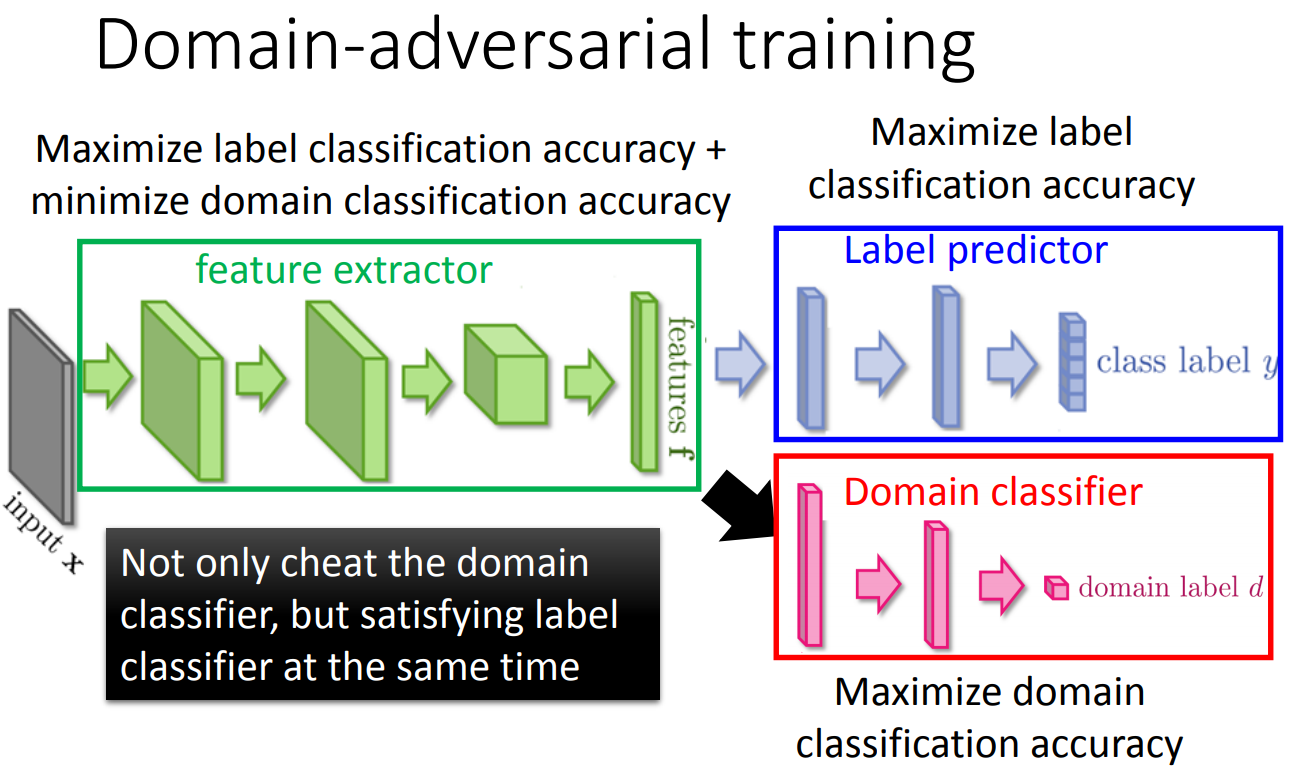 Domain-adversarial training
Maximize label classification accuracy +
minimize domain classification accuracy
Maximize label
classification accuracy
feature extractor
features f
input x
Label predictor
class label y
Domain classifier
domain label d
Not only cheat the domain
classifier, but satisfying label
classifier at the same time
Maximize domain
classification accuracy